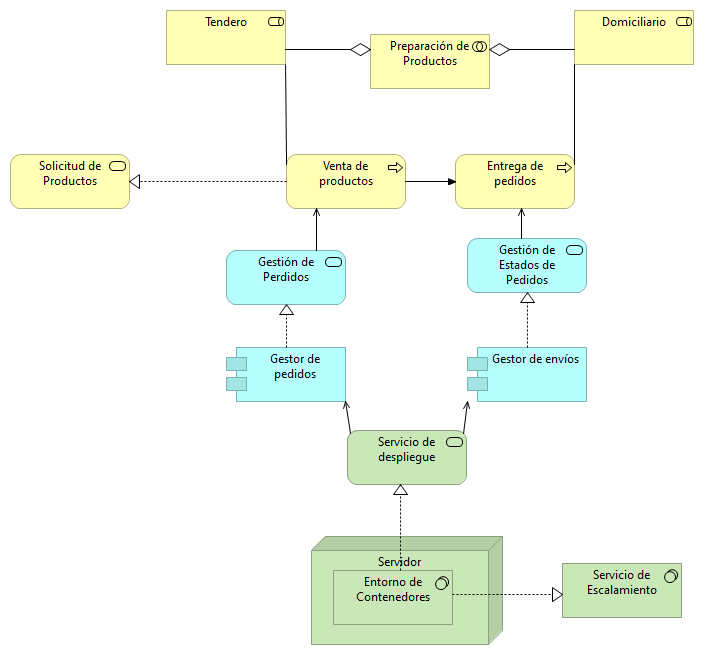 Tendero
Preparación de
Productos
Domiciliario
Solicitud de
Productos
Venta de
productos
Entrega de
pedidos
Gestión de
Perdidos
Gestión de
Estados de
Pedidos
Gestor de
pedidos
Gestor de envíos
Servicio de
despliegue
Servidor
Entorno de
Contenedores
Servicio de
Escalamiento